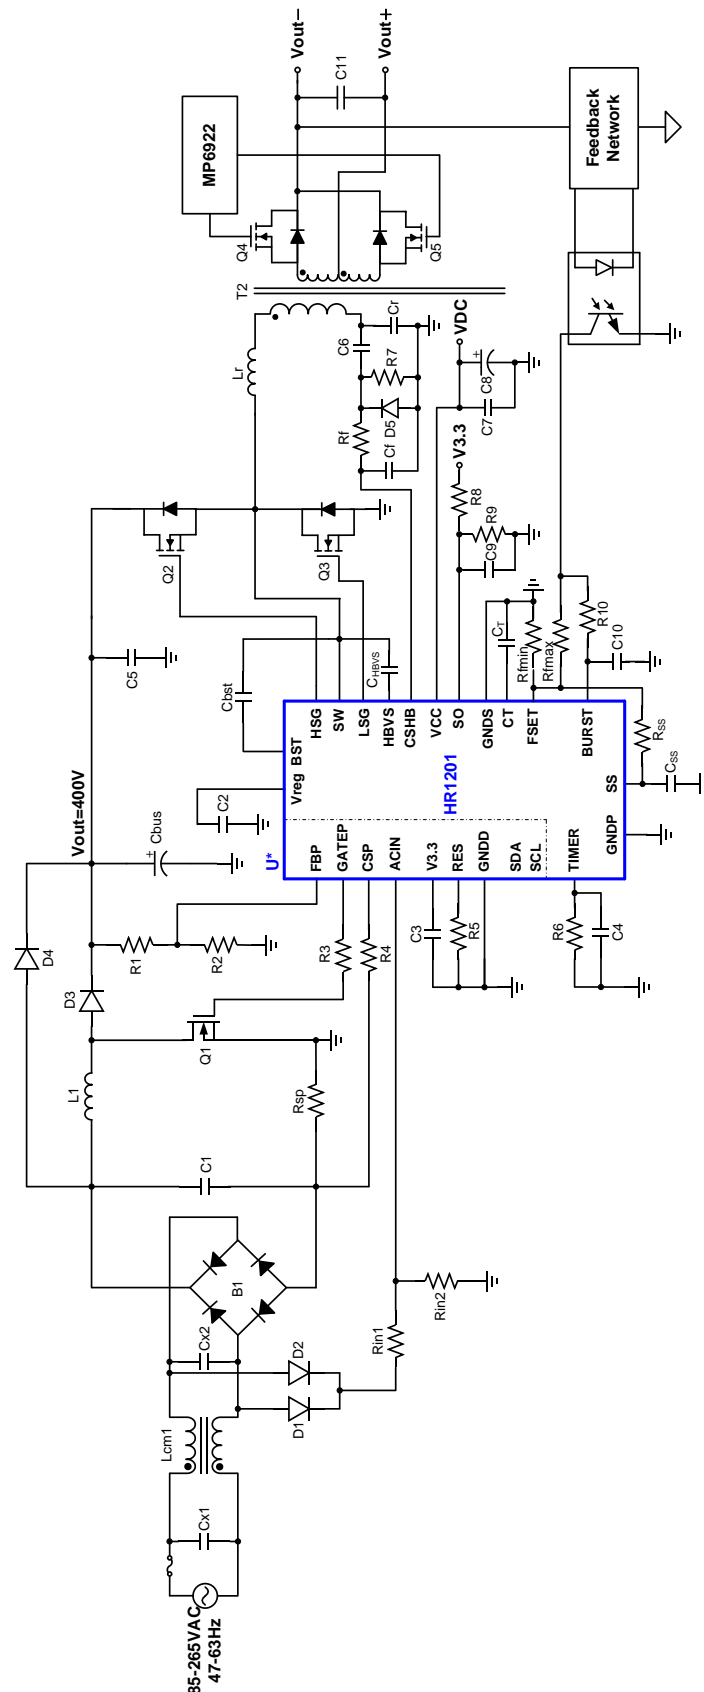 85-265VAC
47-63Hz
Cx1
Lcm1
Cx2
D1
D2
B1
Rin1
Rin2
C1
L1
Rsp
D4
D3
Q1
R3
R4
R1
R2
Vout=400V
Cbus
+
C2
U*
HR1201
FBP
GATEP
CSP
ACIN
V3.3
RES
GNDD
SDA
SCL
TIMER
GNDP
SS
Vreg
BST
HSG
SW
LSG
HBVS
CSHB
VCC
SO
GNDS
CT
FSET
BURST
C3
R5
R6
C4
Css
Rss
Cbst
CHBVS
C5
Q2
Q3
Lr
Rf
Cf
D5
R7
C6
Cr
T2
VDC
C8
+
C7
V3.3
R8
R9
C9
CT
Rfmin
Rfmax
R10
C10
Q4
Q5
MP6922
C11
Vout-
Vout+
Feedback
Network